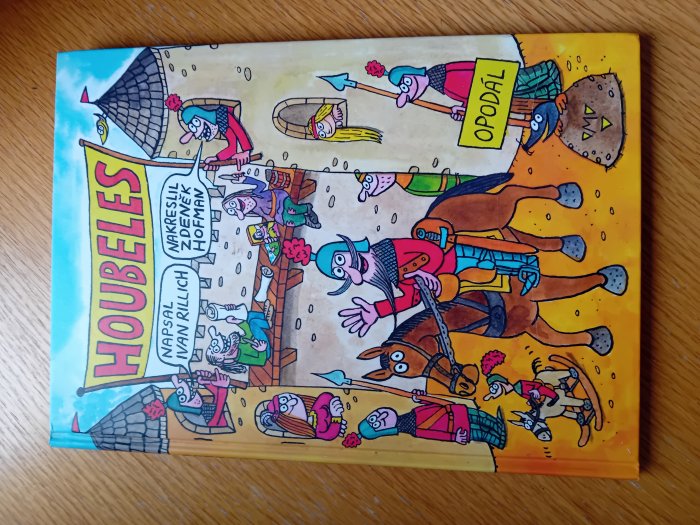 HOUBELES
NAPSAL
IVAN RILLICH
NAKRESLIL
ZDENĚK
HOFMAN
OPODÁL